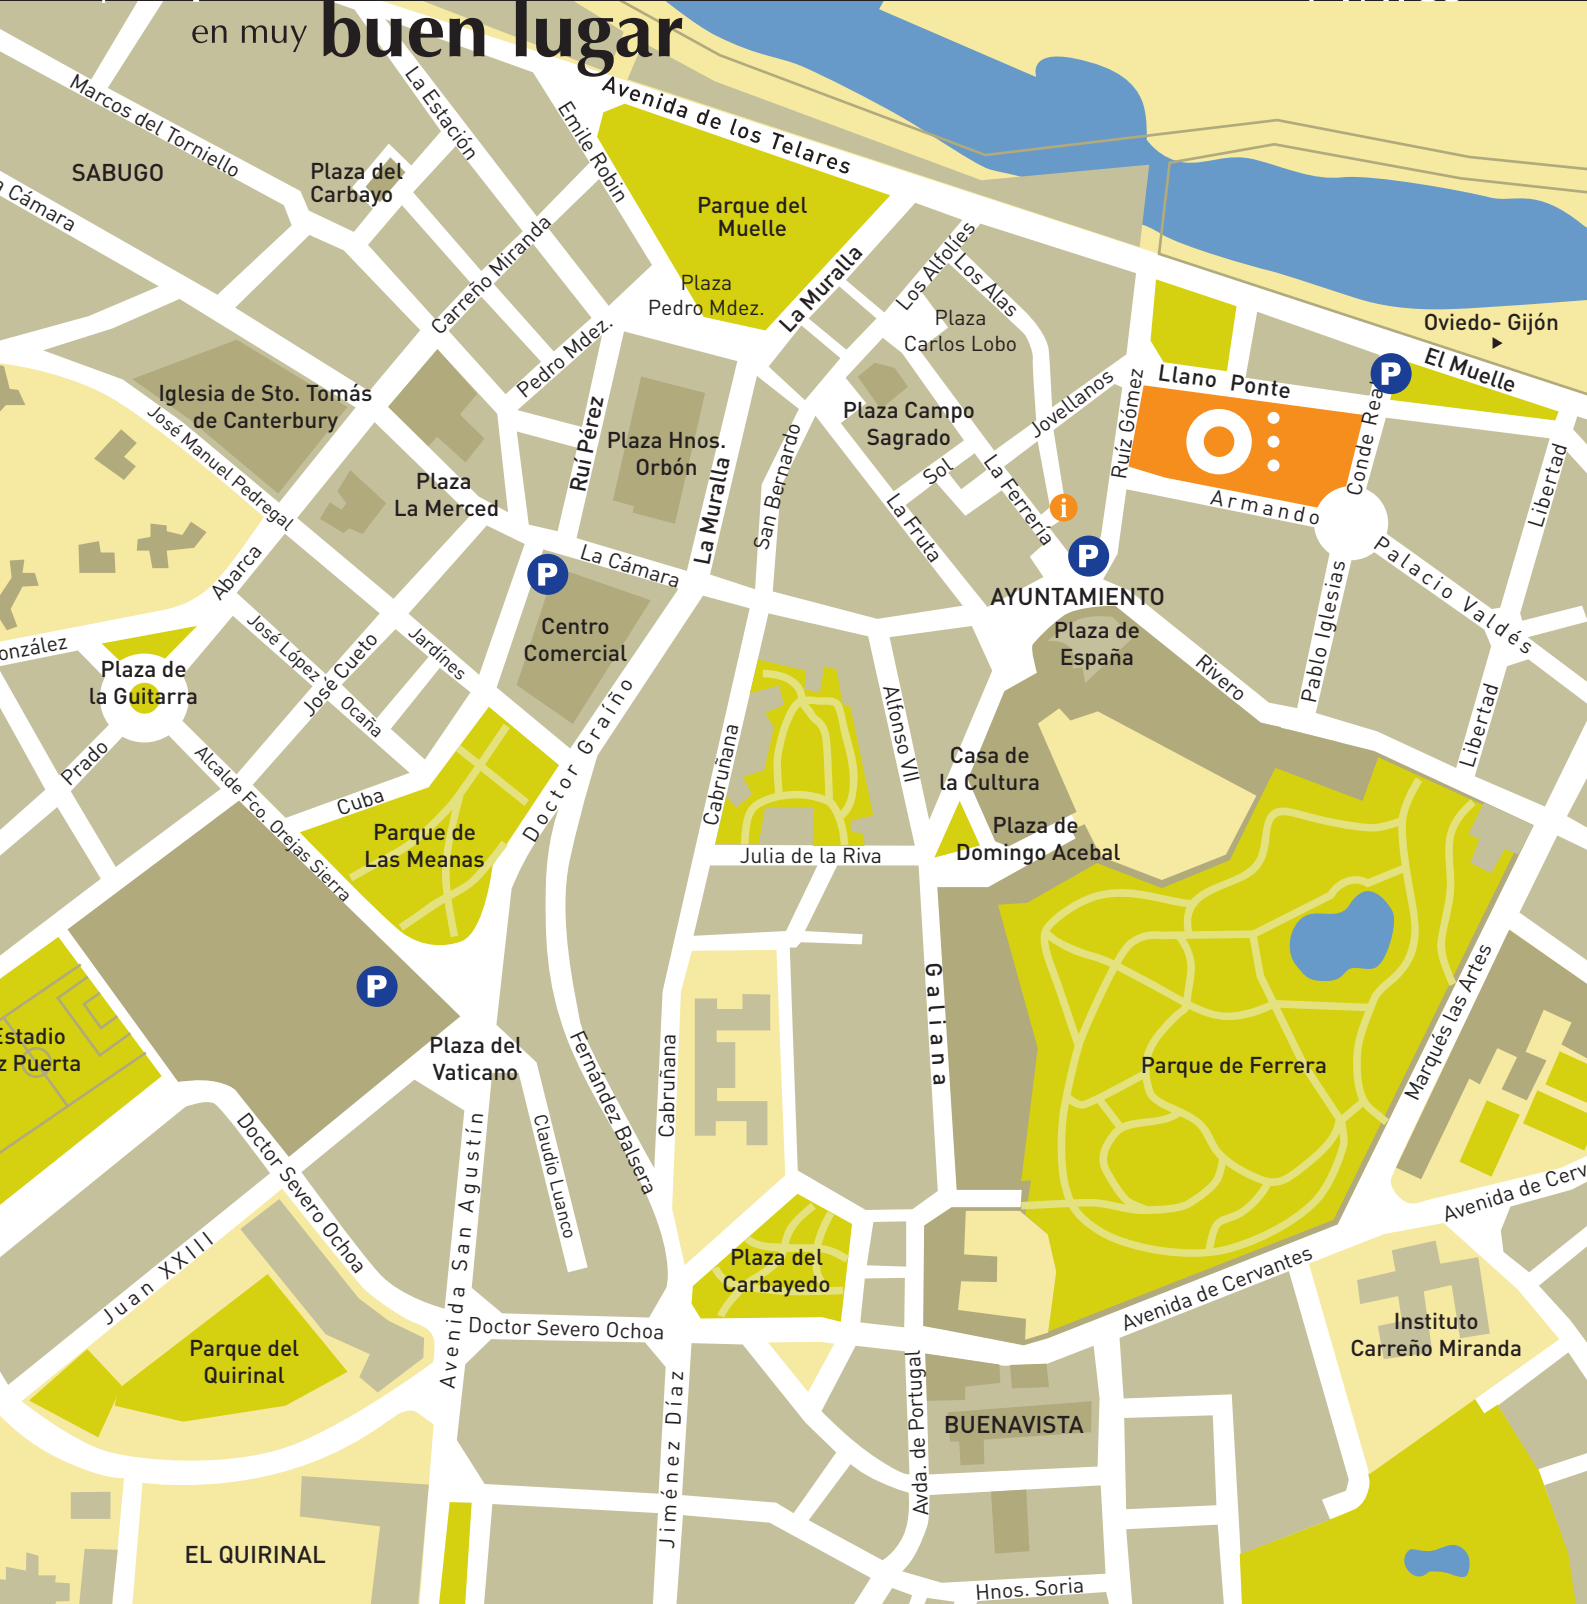 en muy buen lugar
Avenida de los Telares
La Estación
Emile Robin
Marcos del Torniello
SABUGO
Plaza del
Carbayo
Cámara
Parque del
Muelle
Plaza
Pedro Mdez.
La Muralla
Los Alfolíes
Los Alas
Plaza
Carlos Lobo
Carreño Miranda
Pedro Mdez.
Oviedo- Gijón
El Muelle
P
Llano Ponte
Conde Real
Ruíz Gómez
Jovellanos
Armando
Libertad
Iglesia de Sto. Tomás
de Canterbury
José Manuel Pedregal
Plaza
La Merced
Ruí Pérez
Plaza Hnos.
Orbón
La Muralla
San Bernardo
Plaza Campo
Sagrado
Sol
La Ferrería
La Fruta
i
P
AYUNTAMIENTO
Plaza de
España
Rivero
Pablo Iglesias
Palacio Valdés
Libertad
Abarca
P
La Cámara
Centro
Comercial
José López Ocaña
José Cueto
Jardines
onzález
Plaza de
la Guitarra
Prado
Alcalde Fco. Orejas Sierra
Cuba
Parque de
Las Meanas
Doctor Graíño
Cabruñana
Alfonso VII
Casa de
la Cultura
Plaza de
Domingo Acebal
Julia de la Riva
Galiana
Parque de Ferrera
Marqués las Artes
P
Estadio
z Puerta
Plaza del
Vaticano
Fernández Balsera
Cabruñana
Claudio Luanco
Doctor Severo Ochoa
Avenida San Agustín
Juan XXIII
Avenida de Cerv
Plaza del
Carbayedo
Avenida de Cervantes
Doctor Severo Ochoa
Parque del
Quirinal
Instituto
Carreño Miranda
Jiménez Díaz
Avda. de Portugal
BUENAVISTA
EL QUIRINAL
Hnos. Soria